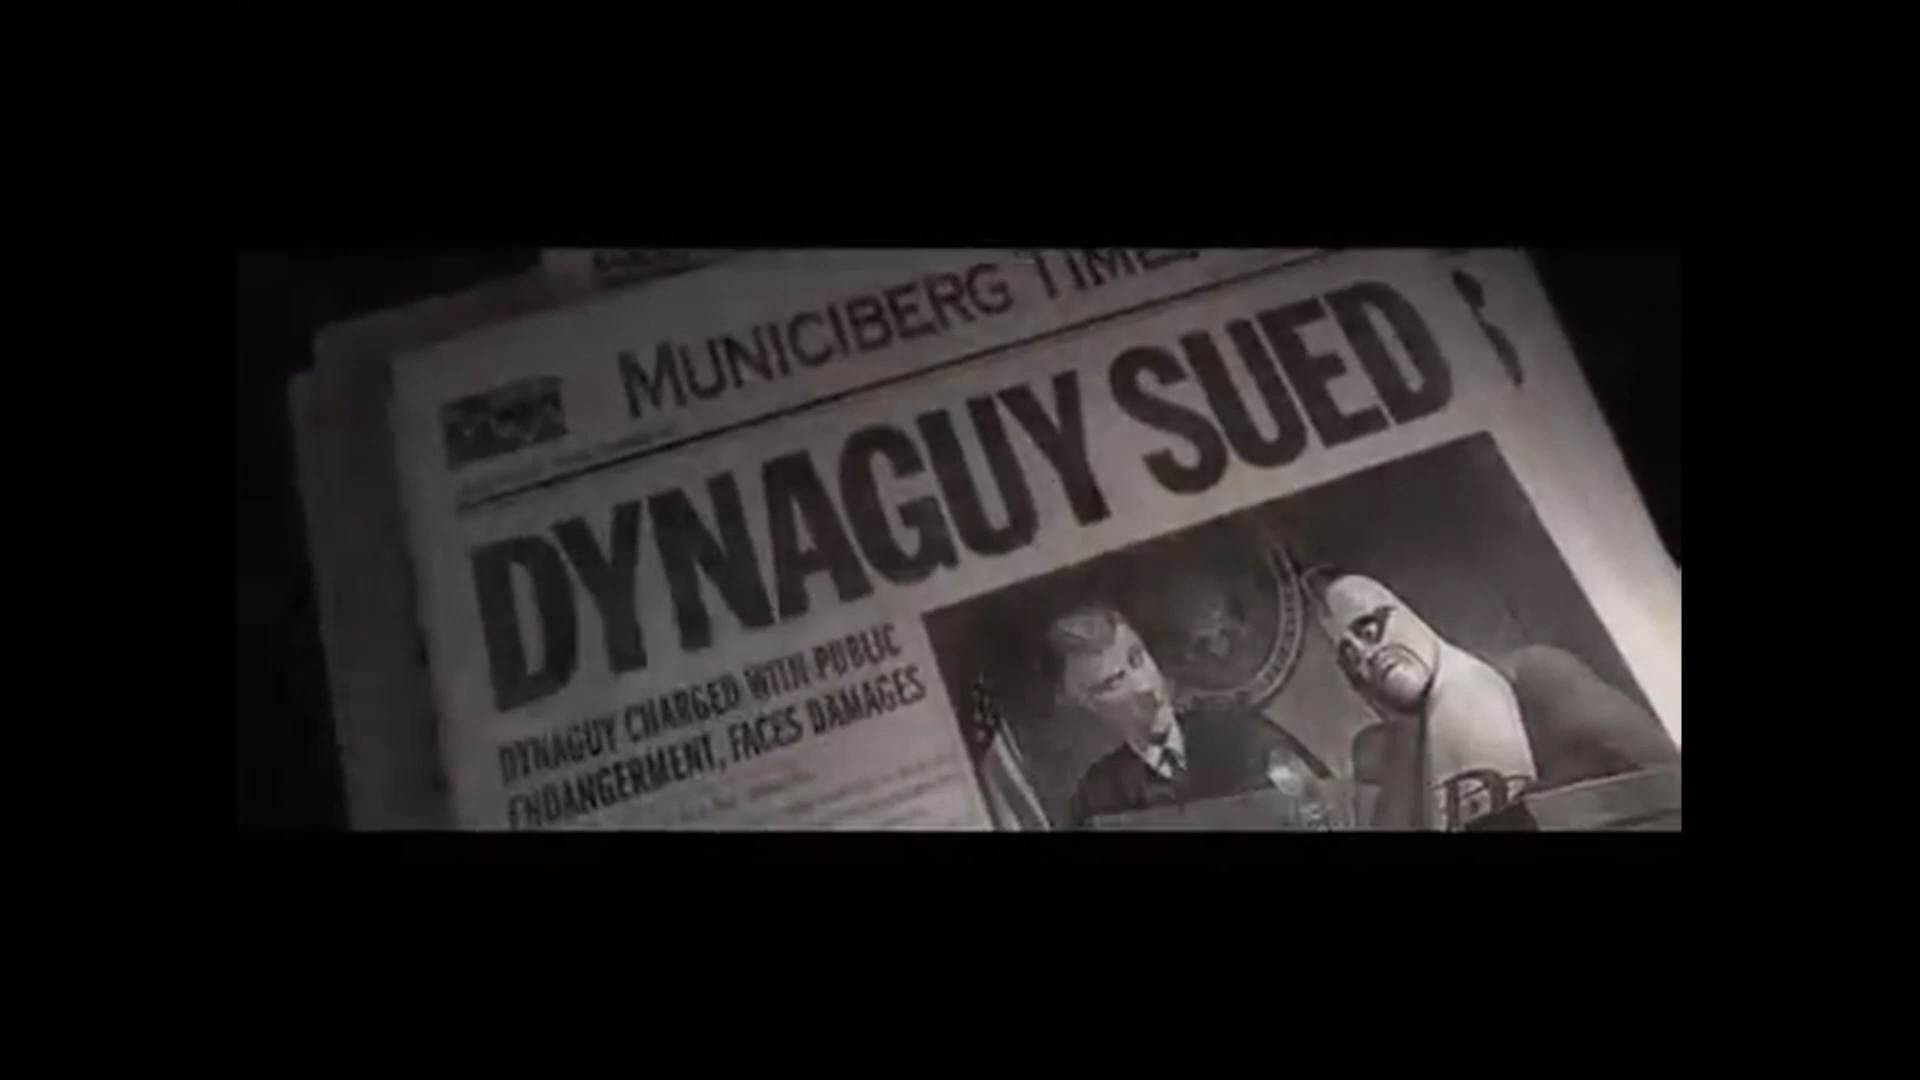 MUNICIBERG TIMES
DYNAGUY SUED
DYNAGUY CHARGED WITH PUBLIC
ENDANGERMENT, FACES DAMAGES